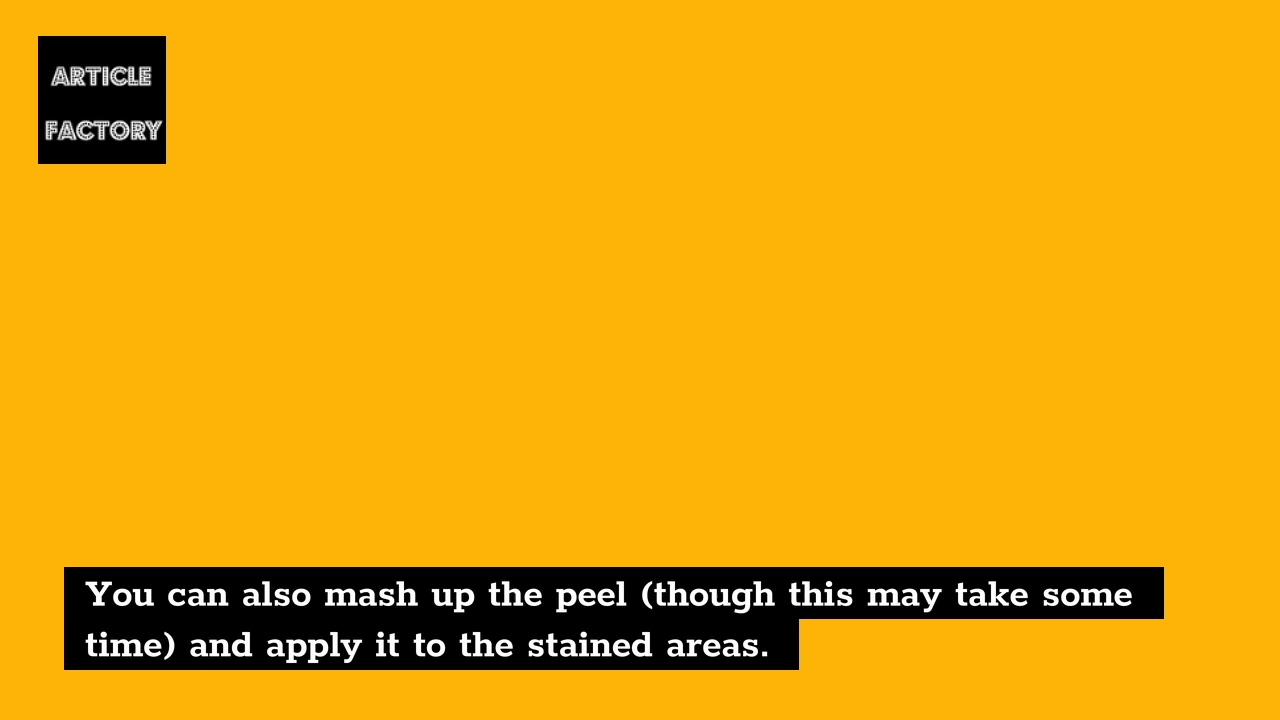 ARTICLE
FACTORY
You can also mash up the peel (though this may take some
time) and apply it to the stained areas.